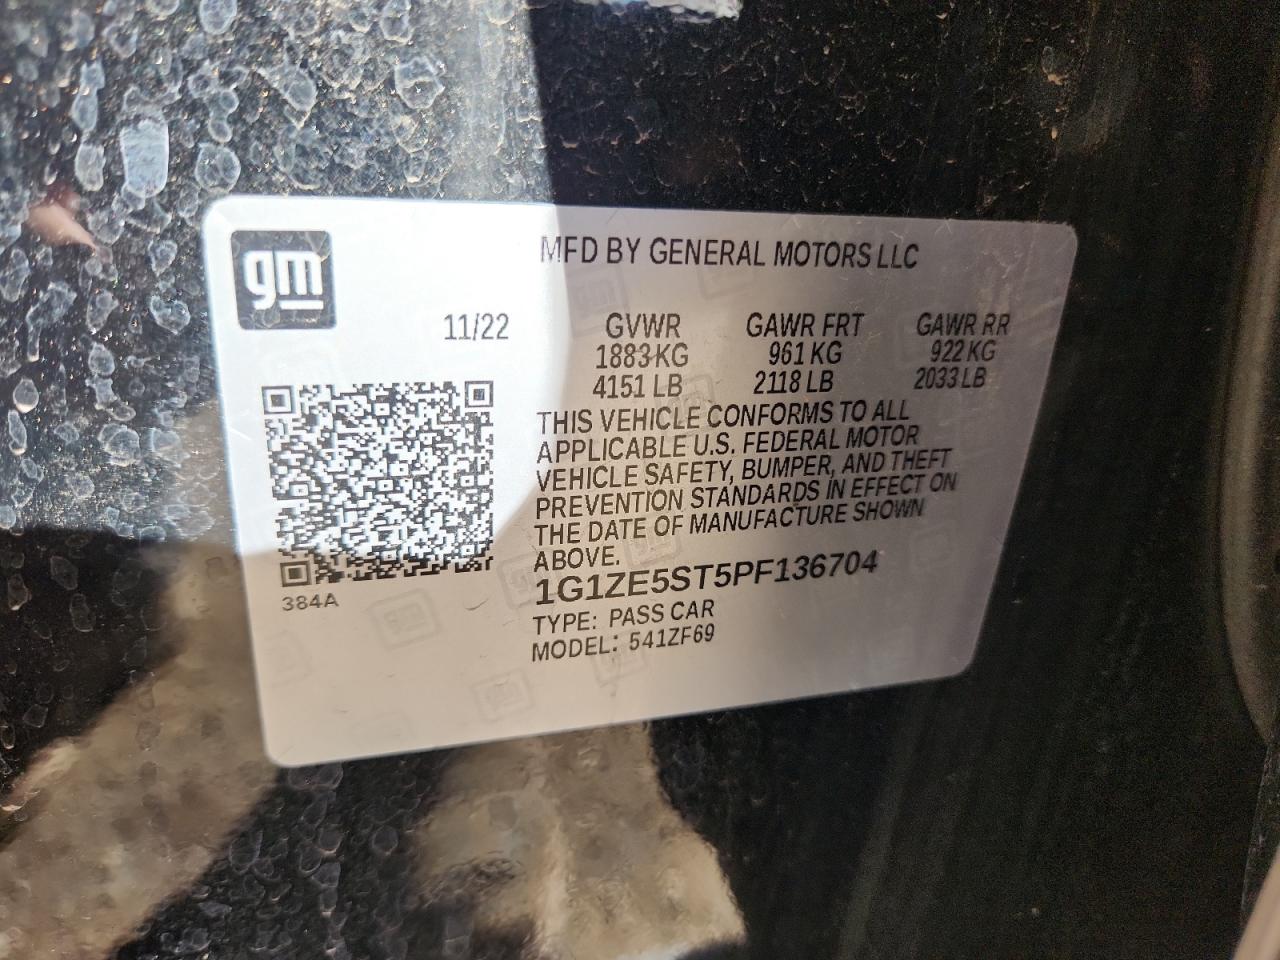 gm
MFD BY GENERAL MOTORS LLC
11/22 GVWR GAWR FRT GAWR RR
1883 KG 961 KG 922 KG
4151 LB 2118 LB 2033 LB
THIS VEHICLE CONFORMS TO ALL
APPLICABLE U.S. FEDERAL MOTOR
VEHICLE SAFETY, BUMPER, AND THEFT
PREVENTION STANDARDS IN EFFECT ON
THE DATE OF MANUFACTURE SHOWN
ABOVE.
384A
1G1ZE5ST5PF136704
TYPE: PASS CAR
MODEL: 541ZF69